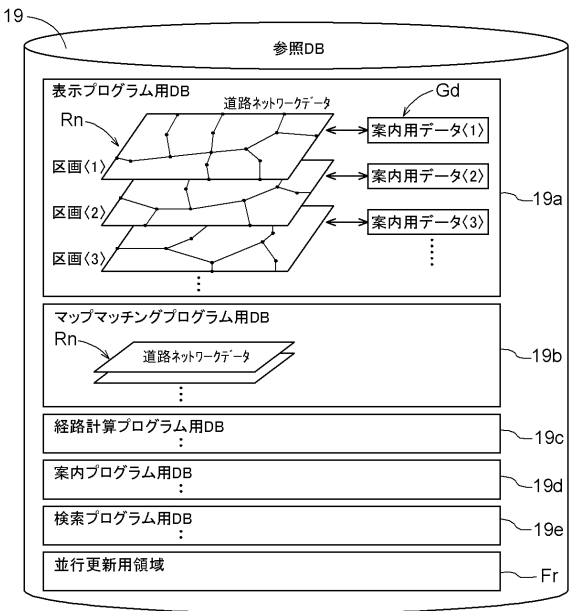 19
参照DB
表示プログラム用DB
道路ネットワークデータ
Rn
Gd
区画〈1〉
案内用データ〈1〉
区画〈2〉
案内用データ〈2〉
区画〈3〉
案内用データ〈3〉
19a
マップマッチングプログラム用DB
Rn
道路ネットワークデータ
19b
経路計算プログラム用DB
19c
案内プログラム用DB
19d
検索プログラム用DB
19e
並行更新用領域
Fr